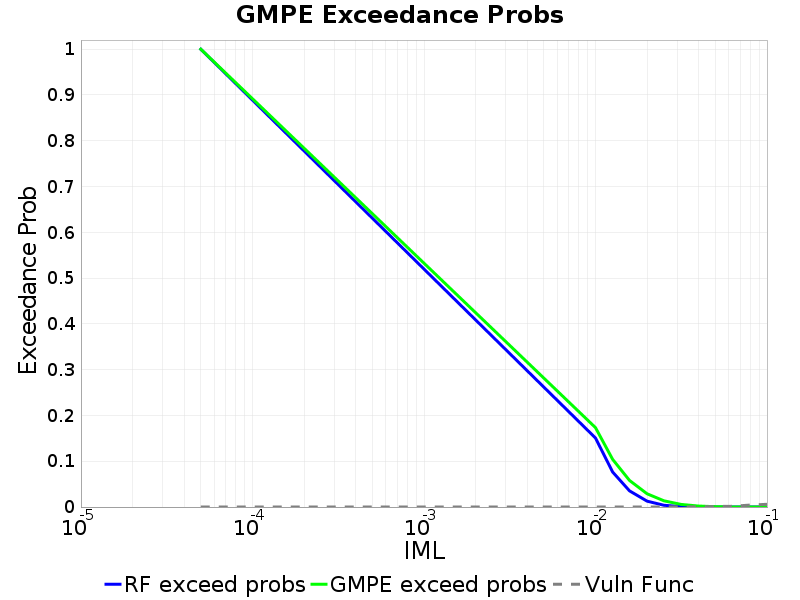 GMPE Exceedance Probs
Exceedance Prob
1
0.9
0.8
0.7
0.6
0.5
0.4
0.3
0.2
0.1
0
10^-5 10^-4 10^-3 10^-2 10^-1
IML
RF exceed probs GMPE exceed probs Vuln Func